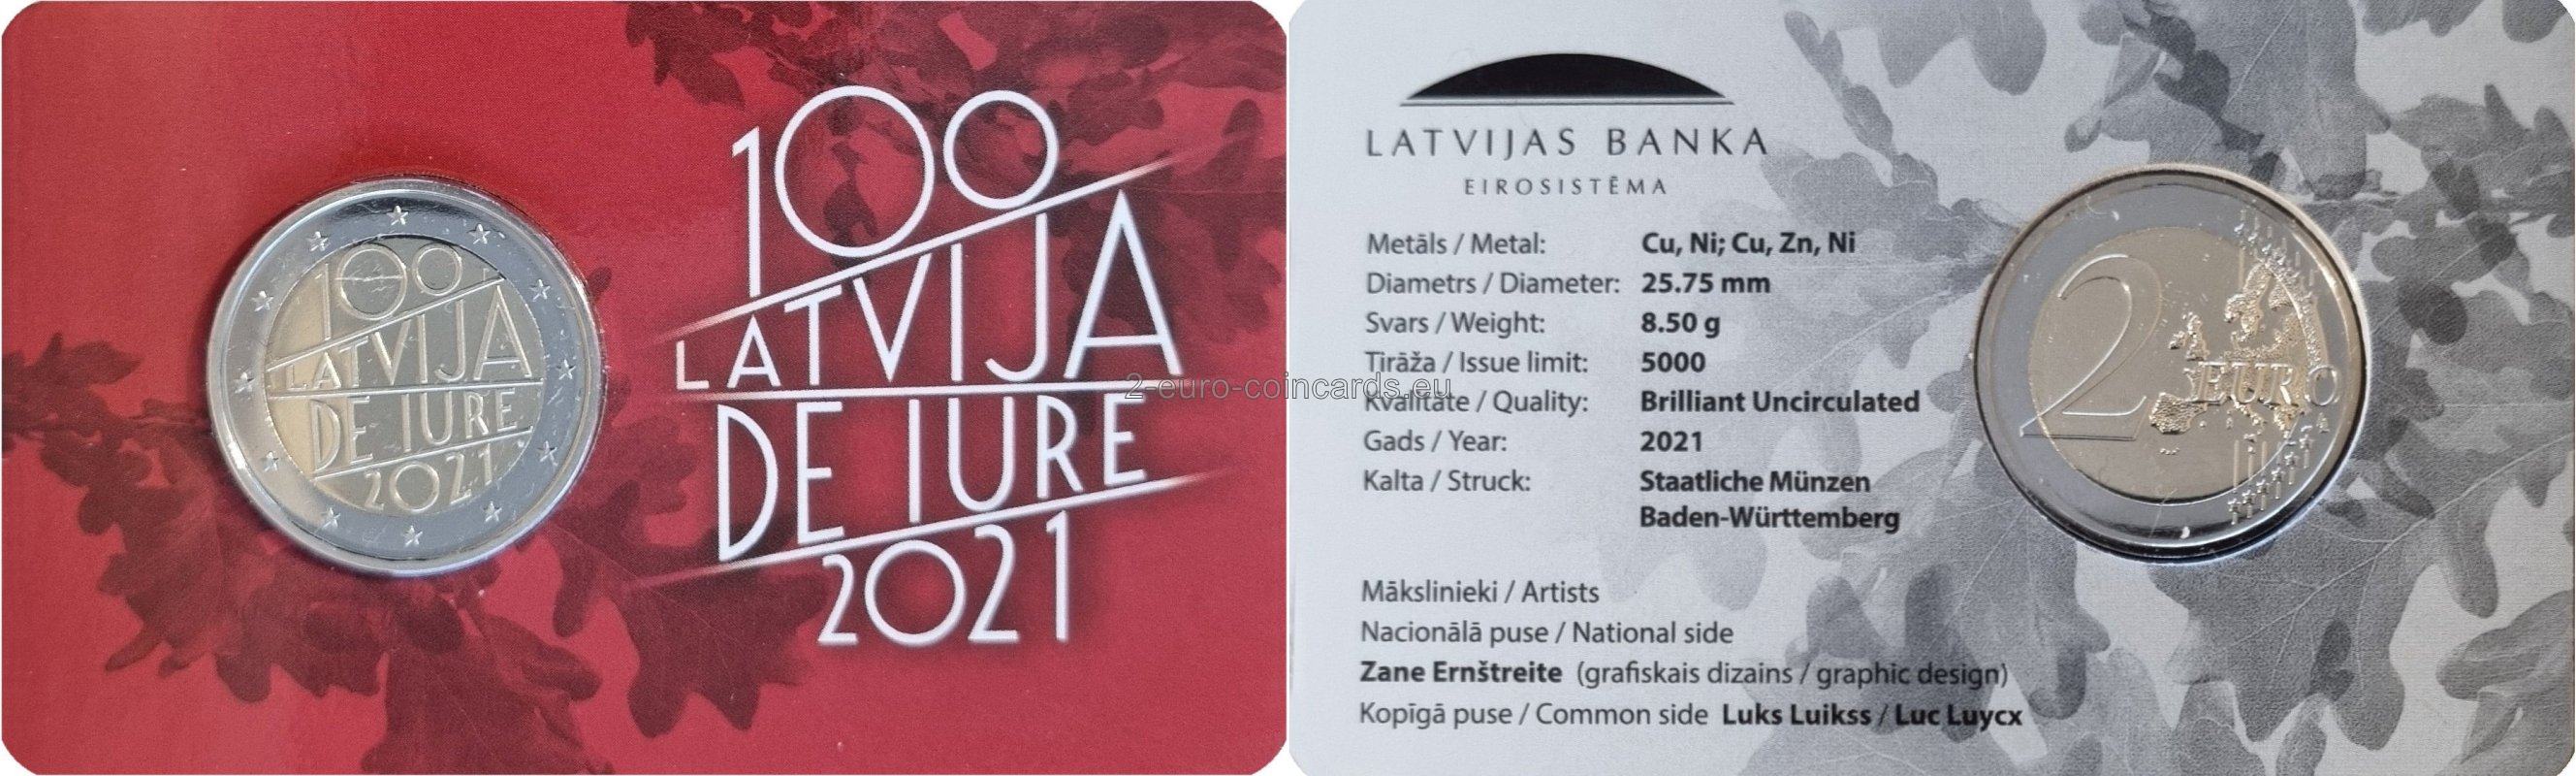 100
LATVIJA
DE IURE
2021
100
LATVIJA
DE IURE
2021
2-euro-coincards.eu
LATVIJAS BANKA
EIROSISTĒMA
Metāls / Metal: Cu, Ni; Cu, Zn, Ni
Diametrs / Diameter: 25.75 mm
Svars / Weight: 8.50 g
Tirāža / Issue limit: 5000
Kvalitāte / Quality: Brilliant Uncirculated
Gads / Year: 2021
Kalta / Struck: Staatliche Münzen
Baden-Württemberg
2 EURO
Mākslinieki / Artists
Nacionālā puse / National side
Zane Ernštreite (grafiskais dizains / graphic design)
Kopīgā puse / Common side Luks Luikss / Luc Luycx